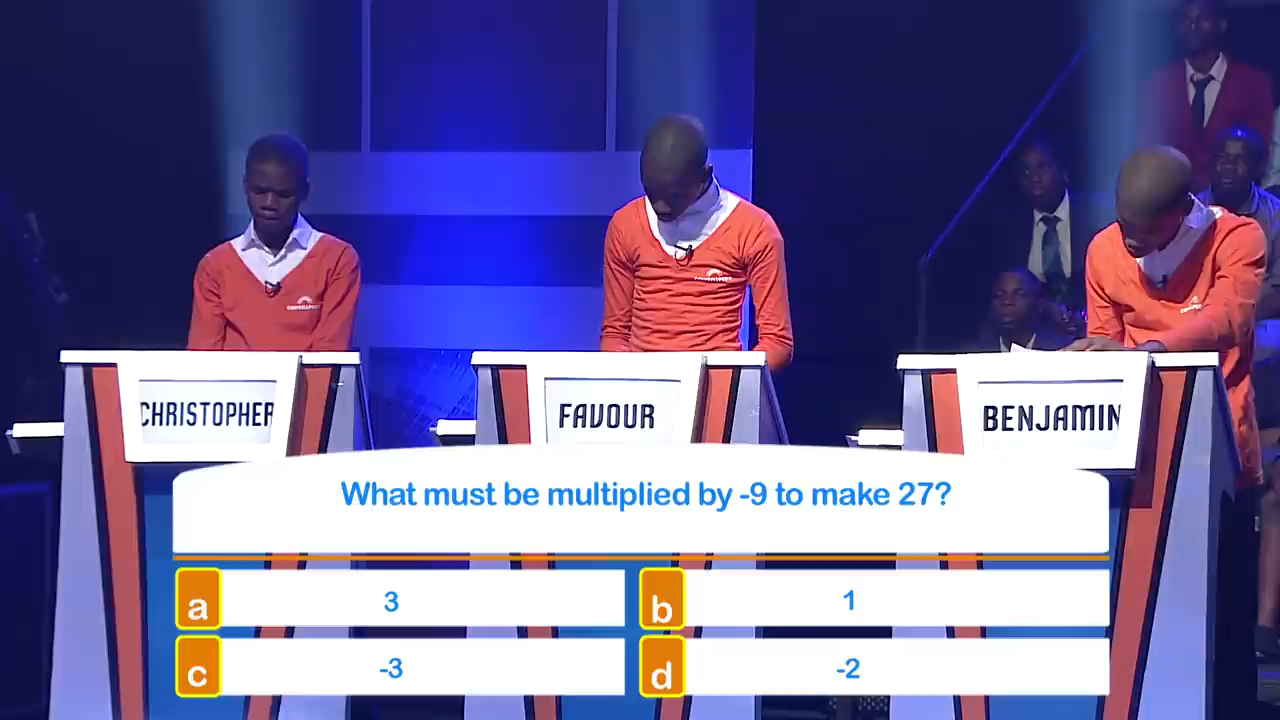 CHRISTOPHER
FAVOUR
BENJAMIN
What must be multiplied by -9 to make 27?
a 3
b 1
c -3
d -2